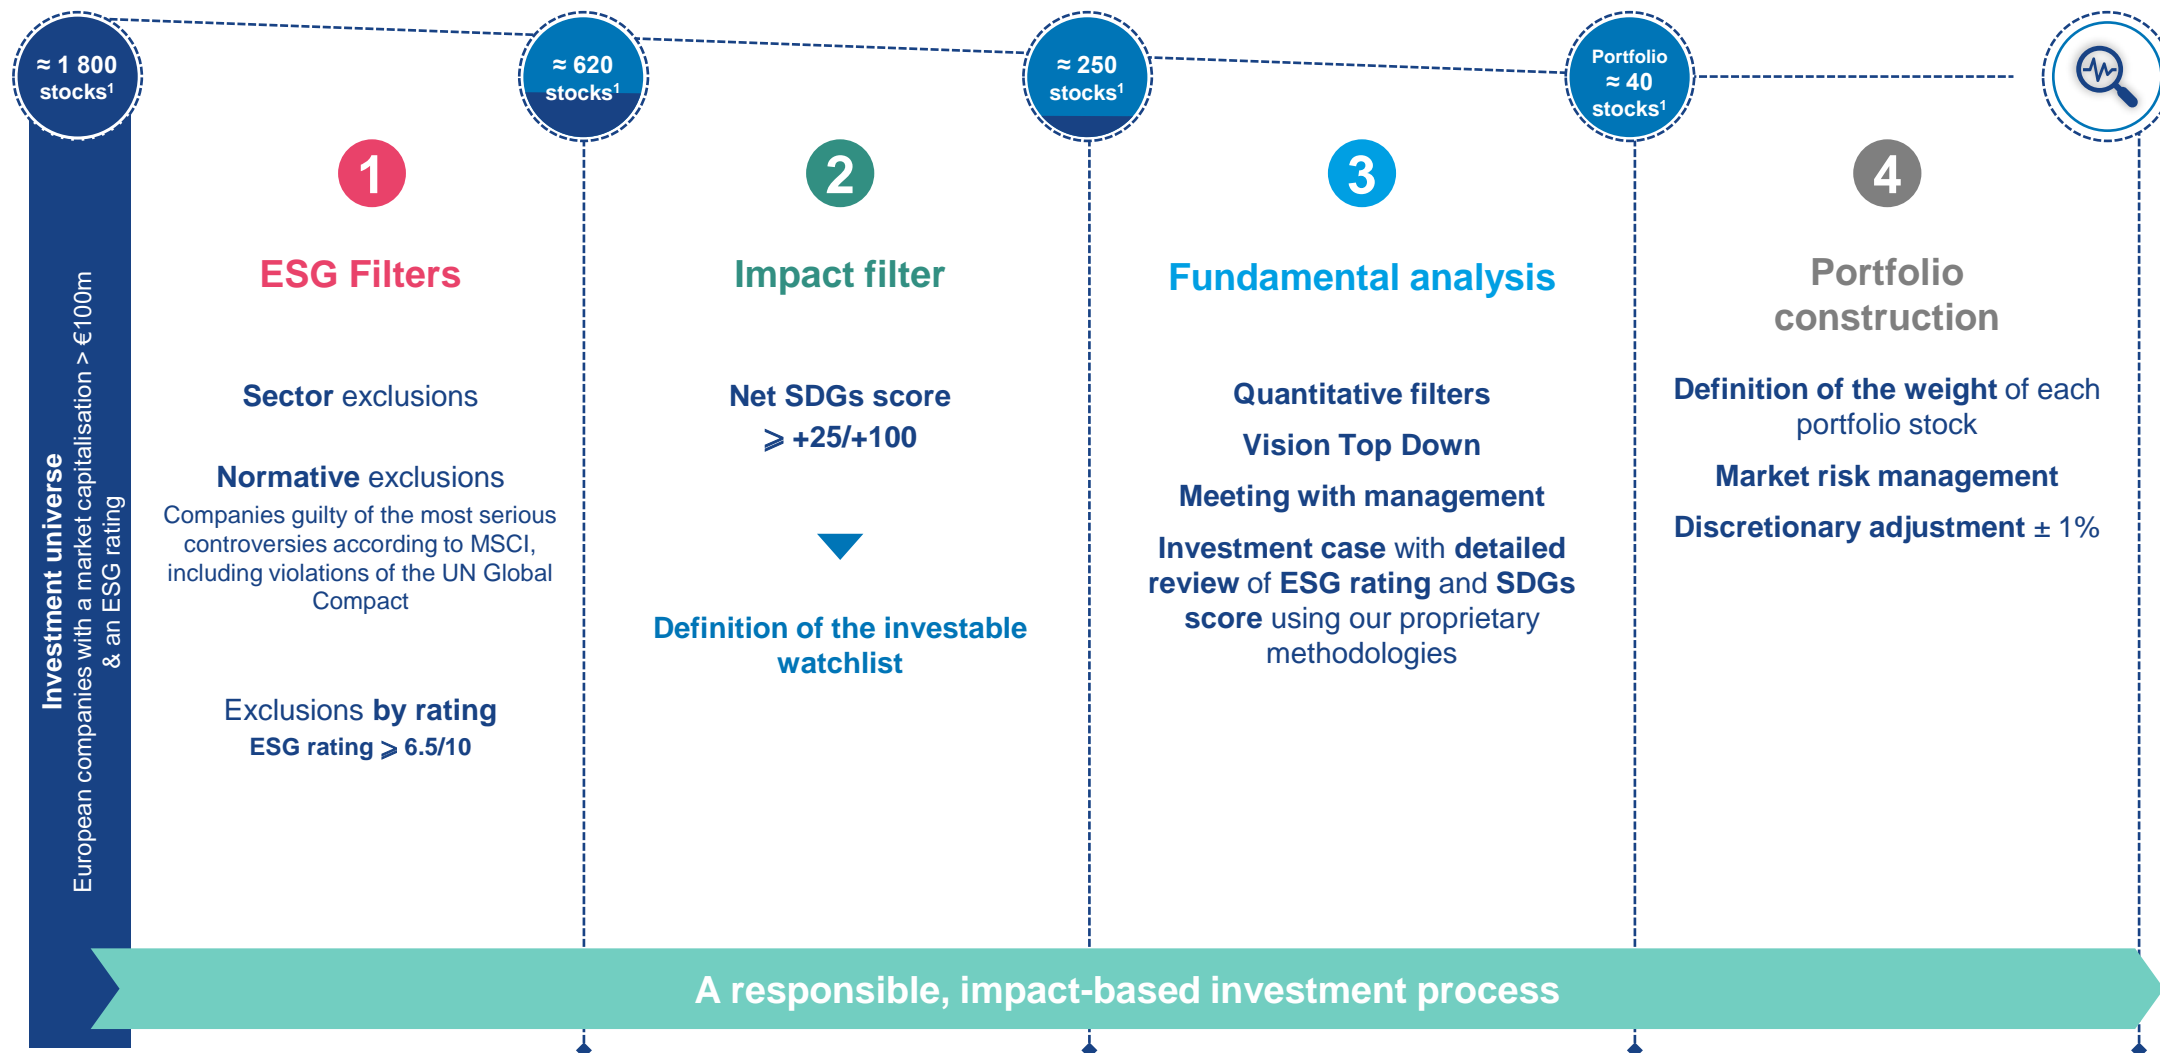 ≈ 1 800
stocks¹
≈ 620
stocks¹
≈ 250
stocks¹
Portfolio
≈ 40
stocks¹
Investment universe
European companies with a market capitalisation > €100m
& an ESG rating
1
ESG Filters
Sector exclusions
Normative exclusions
Companies guilty of the most serious
controversies according to MSCI,
including violations of the UN Global
Compact
Exclusions by rating
ESG rating ⩾ 6.5/10
2
Impact filter
Net SDGs score
⩾ +25/+100
Definition of the investable
watchlist
3
Fundamental analysis
Quantitative filters
Vision Top Down
Meeting with management
Investment case with detailed
review of ESG rating and SDGs
score using our proprietary
methodologies
4
Portfolio
construction
Definition of the weight of each
portfolio stock
Market risk management
Discretionary adjustment ± 1%
A responsible, impact-based investment process